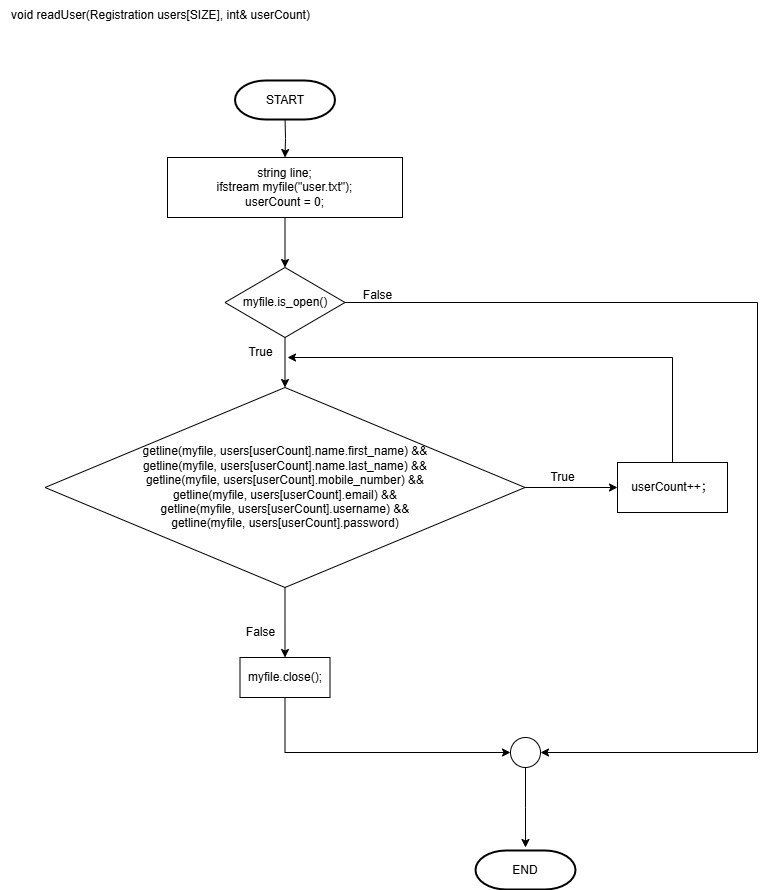 void readUser(Registration users[SIZE], int& userCount)
START
string line;
ifstream myfile("user.txt");
userCount = 0;
myfile.is_open()
False
True
getline(myfile, users[userCount].name.first_name) &&
getline(myfile, users[userCount].name.last_name) &&
getline(myfile, users[userCount].mobile_number) &&
getline(myfile, users[userCount].email) &&
getline(myfile, users[userCount].username) &&
getline(myfile, users[userCount].password)
True
userCount++;
False
myfile.close();
END